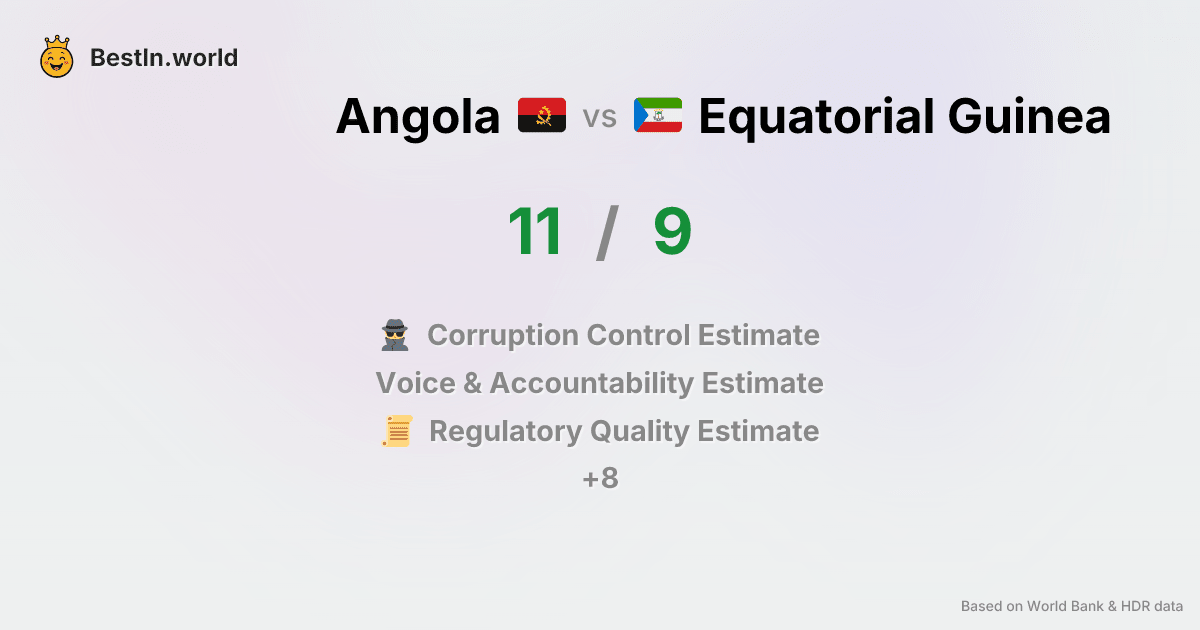 BestIn.world
Angola vs Equatorial Guinea
11 / 9
Corruption Control Estimate
Voice & Accountability Estimate
Regulatory Quality Estimate
+8
Based on World Bank & HDR data